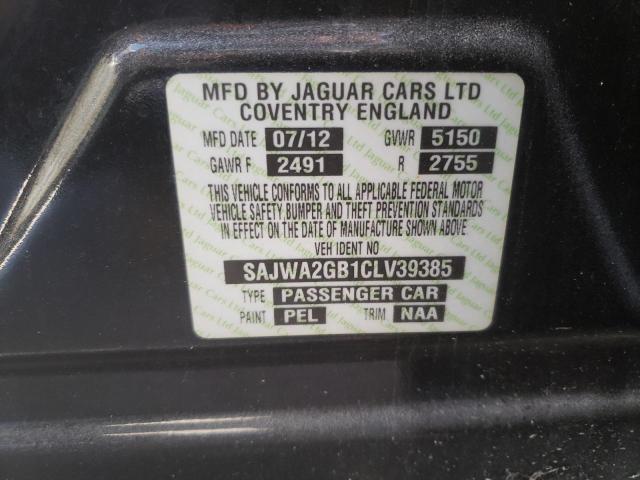 MFD BY JAGUAR CARS LTD
COVENTRY ENGLAND
MFD DATE 07/12 GVWR 5150
GAWR F 2491 R 2755
THIS VEHICLE CONFORMS TO ALL APPLICABLE FEDERAL MOTOR
VEHICLE SAFETY BUMPER AND THEFT PREVENTION STANDARDS
IN EFFECT ON THE DATE OF MANUFACTURE SHOWN ABOVE
VEH IDENT NO
SAJWA2GB1CLV39385
TYPE PASSENGER CAR
PAINT PEL TRIM NAA